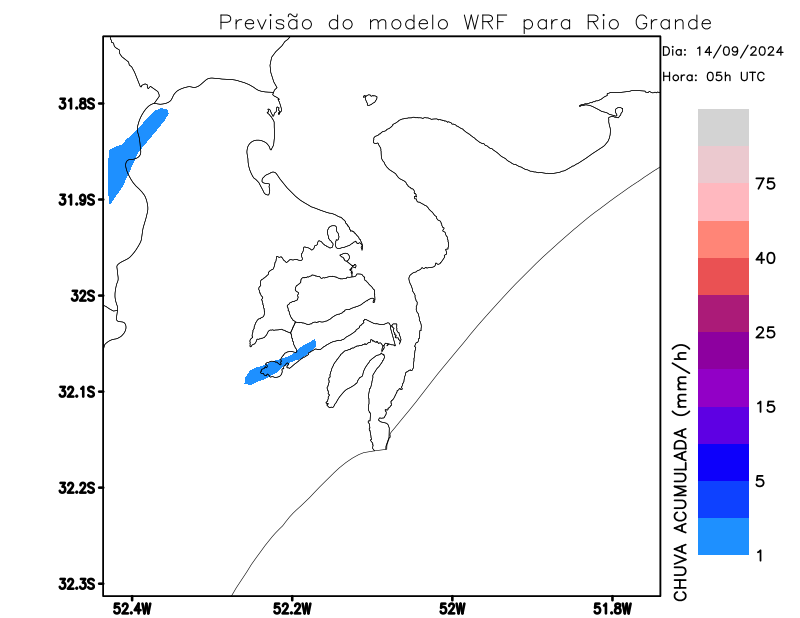 Previsão do modelo WRF para Rio Grande
Dia: 14/09/2024
Hora: 05h UTC
31.8S
31.9S
32S
32.1S
32.2S
32.3S
52.4W
52.2W
52W
51.8W
75
40
25
15
5
1
CHUVA ACUMULADA (mm/h)